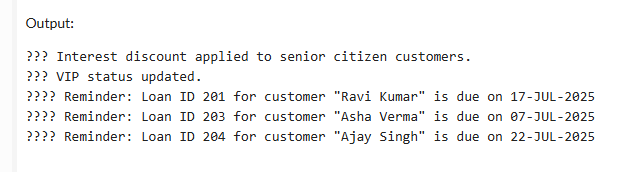 Output:
??? Interest discount applied to senior citizen customers.
??? VIP status updated.
???? Reminder: Loan ID 201 for customer "Ravi Kumar" is due on 17-JUL-2025
???? Reminder: Loan ID 203 for customer "Asha Verma" is due on 07-JUL-2025
???? Reminder: Loan ID 204 for customer "Ajay Singh" is due on 22-JUL-2025